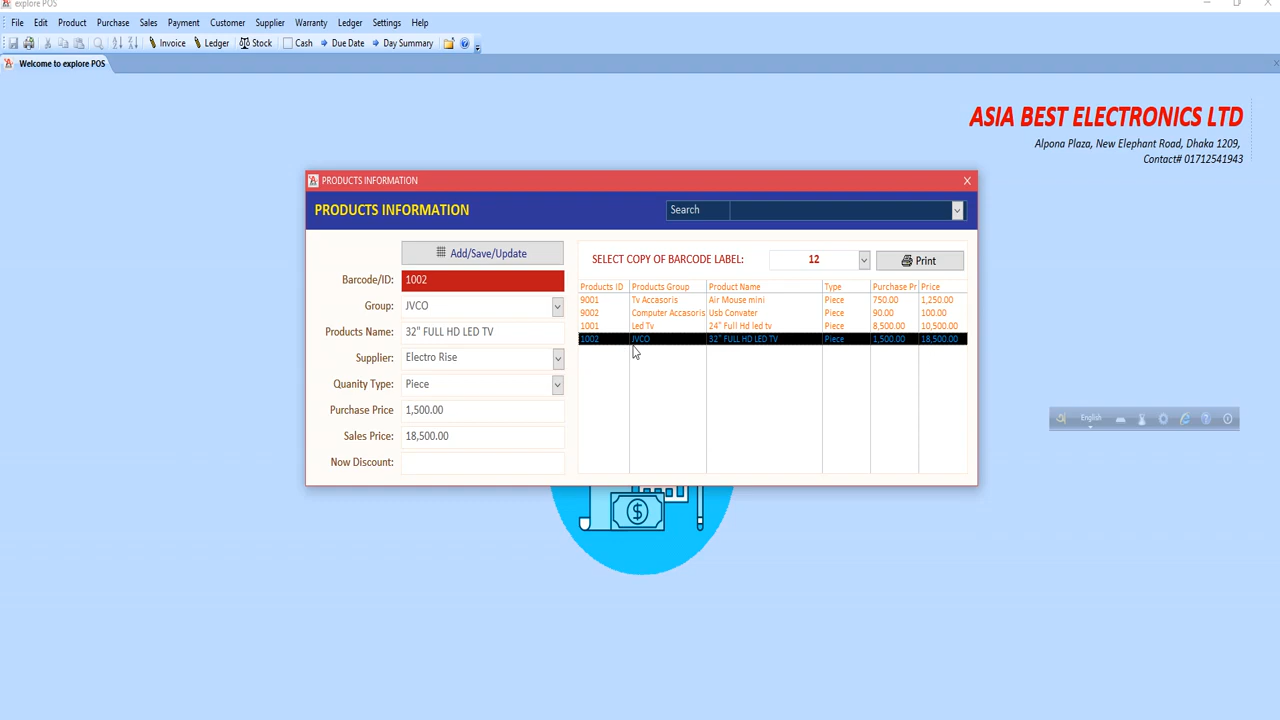 explore POS
File Edit Product Purchase Sales Payment Customer Supplier Warranty Ledger Settings Help
Invoice Ledger Stock Cash Due Date Day Summary
Welcome to explore POS
ASIA BEST ELECTRONICS LTD
Alpona Plaza, New Elephant Road, Dhaka 1209,
Contact# 01712541943
PRODUCTS INFORMATION
PRODUCTS INFORMATION Search
Add/Save/Update SELECT COPY OF BARCODE LABEL: 12 Print
Barcode/ID: 1002
Group: JVCO
Products Name: 32" FULL HD LED TV
Supplier: Electro Rise
Quanity Type: Piece
Purchase Price 1,500.00
Sales Price: 18,500.00
Now Discount:
Products ID Products Group Product Name Type Purchase Pr Price
9001 Tv Accasoris Air Mouse mini Piece 750.00 1,250.00
9002 Computer Accasoris Usb Convater Piece 90.00 100.00
1001 Led Tv 24" Full Hd led tv Piece 8,500.00 10,500.00
1002 JVCO 32" FULL HD LED TV Piece 1,500.00 18,500.00
English